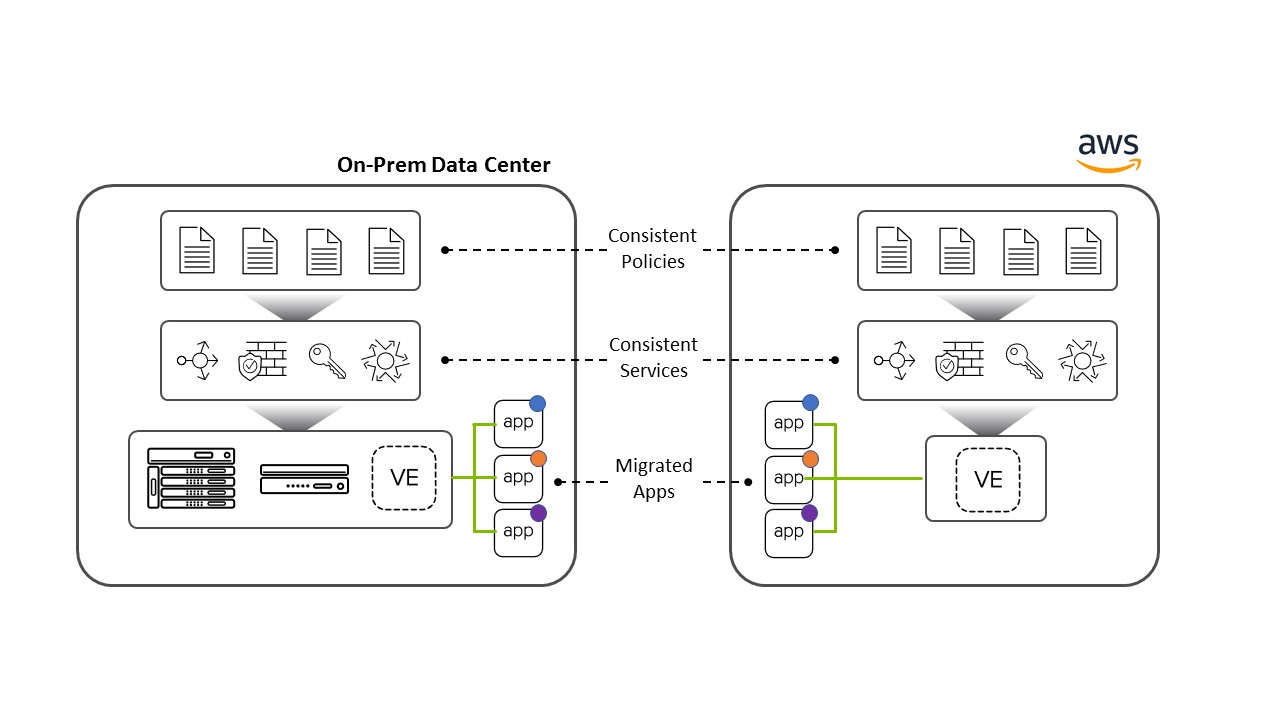 aws
On-Prem Data Center
Consistent
Policies
Consistent
Services
app
app
app
VE
Migrated
Apps
app
app
app
VE